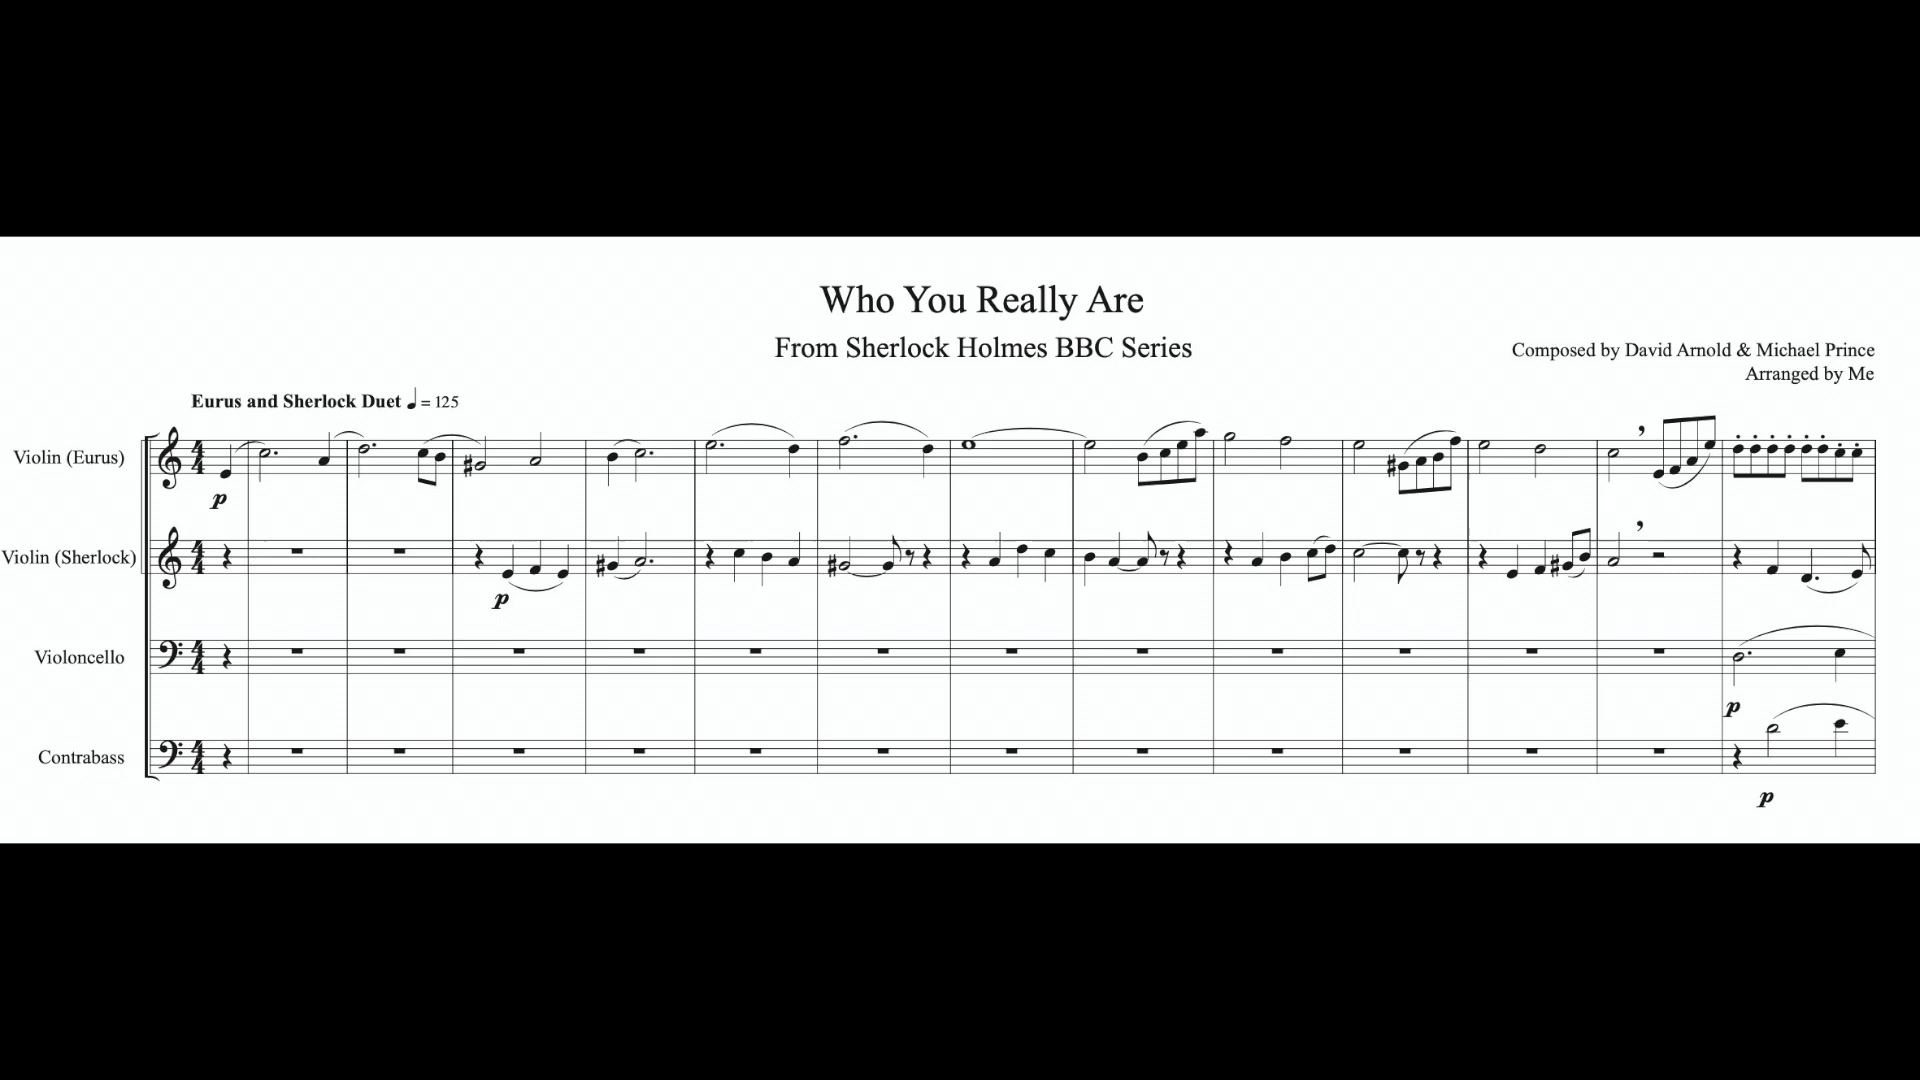 Who You Really Are
From Sherlock Holmes BBC Series
Composed by David Arnold & Michael Prince
Arranged by Me
Eurus and Sherlock Duet ♩ = 125
Violin (Eurus)
p
Violin (Sherlock)
p
Violoncello
p
Contrabass
p